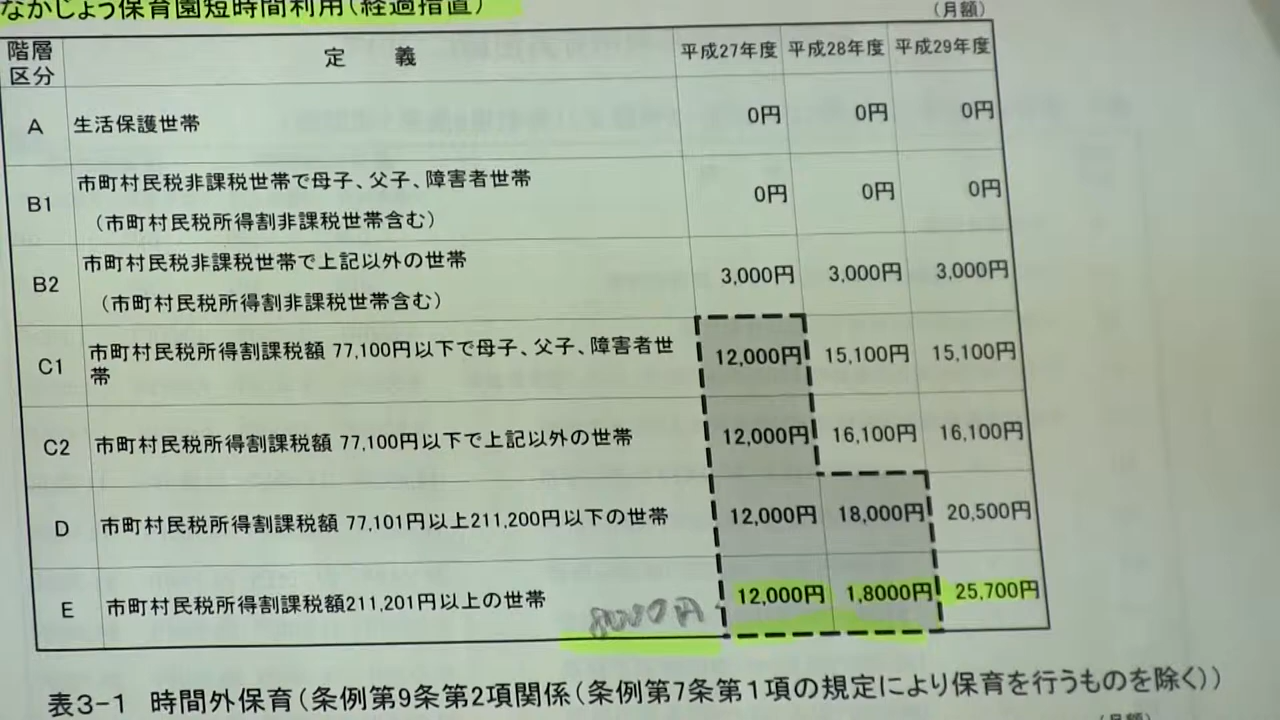 なかじょう保育園短時間利用(経過措置)
(月額)
階層区分 定 義 平成27年度 平成28年度 平成29年度
A 生活保護世帯 0円 0円 0円
B1 市町村民税非課税世帯で母子、父子、障害者世帯 0円 0円 0円
(市町村民税所得割非課税世帯含む)
B2 市町村民税非課税世帯で上記以外の世帯 3,000円 3,000円 3,000円
(市町村民税所得割非課税世帯含む)
C1 市町村民税所得割課税額 77,100円以下で母子、父子、障害者世 12,000円 15,100円 15,100円
帯
C2 市町村民税所得割課税額 77,100円以下で上記以外の世帯 12,000円 16,100円 16,100円
D 市町村民税所得割課税額 77,101円以上211,200円以下の世帯 12,000円 18,000円 20,500円
E 市町村民税所得割課税額211,201円以上の世帯 8000円 12,000円 1,8000円 25,700円
表3-1 時間外保育(条例第9条第2項関係(条例第7条第1項の規定により保育を行うものを除く))
(月額)